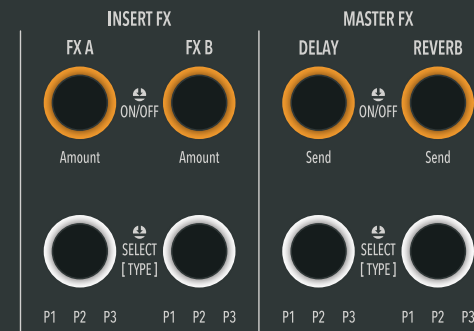 INSERT FX MASTER FX
FX A FX B DELAY REVERB
ON/OFF ON/OFF
Amount Amount Send Send
SELECT SELECT
[ TYPE ] [ TYPE ]
P1 P2 P3 P1 P2 P3 P1 P2 P3 P1 P2 P3